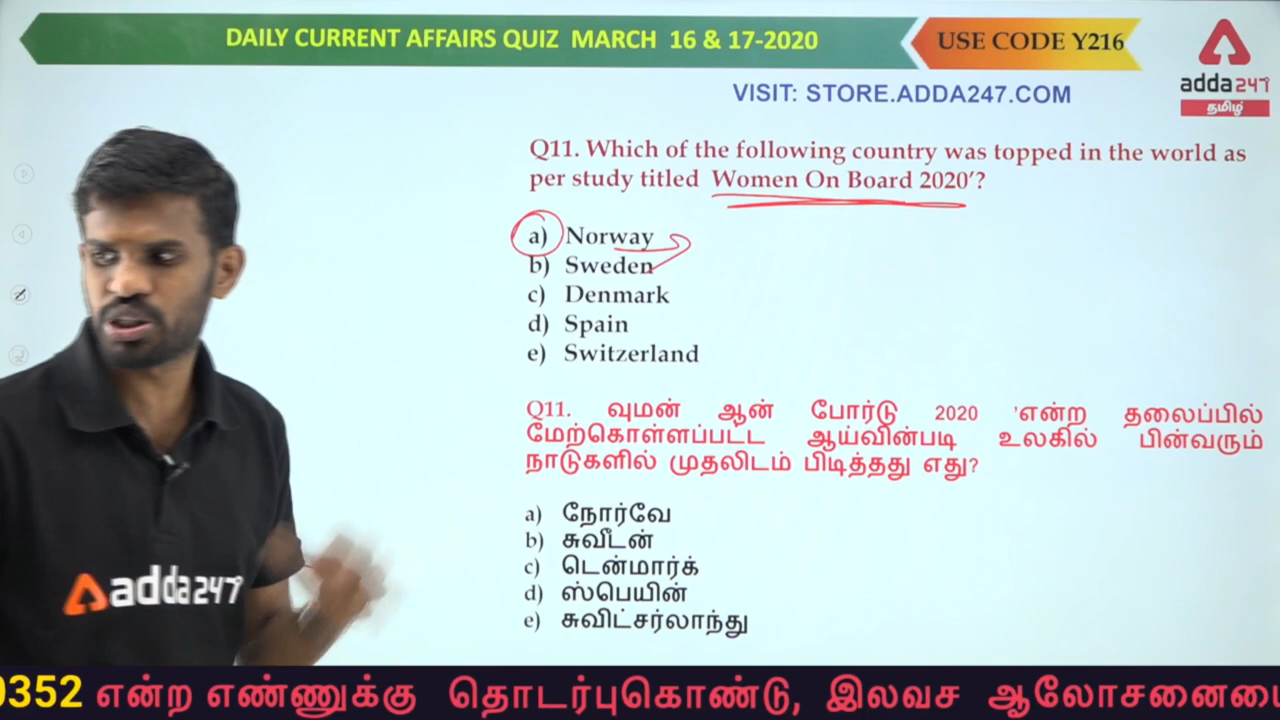 DAILY CURRENT AFFAIRS QUIZ MARCH 16 & 17-2020
USE CODE Y216
VISIT: STORE.ADDA247.COM
adda247
தமிழ்
Q11. Which of the following country was topped in the world as
per study titled Women On Board 2020'?
a) Norway
b) Sweden
c) Denmark
d) Spain
e) Switzerland
Q11. வுமன் ஆன் போர்டு 2020 'என்ற தலைப்பில்
மேற்கொள்ளப்பட்ட ஆய்வின்படி உலகில் பின்வரும்
நாடுகளில் முதலிடம் பிடித்தது எது?
a) நோர்வே
b) சுவீடன்
c) டென்மார்க்
d) ஸ்பெயின்
e) சுவிட்சர்லாந்து
adda247
0352 என்ற எண்ணுக்கு தொடர்புகொண்டு, இலவச